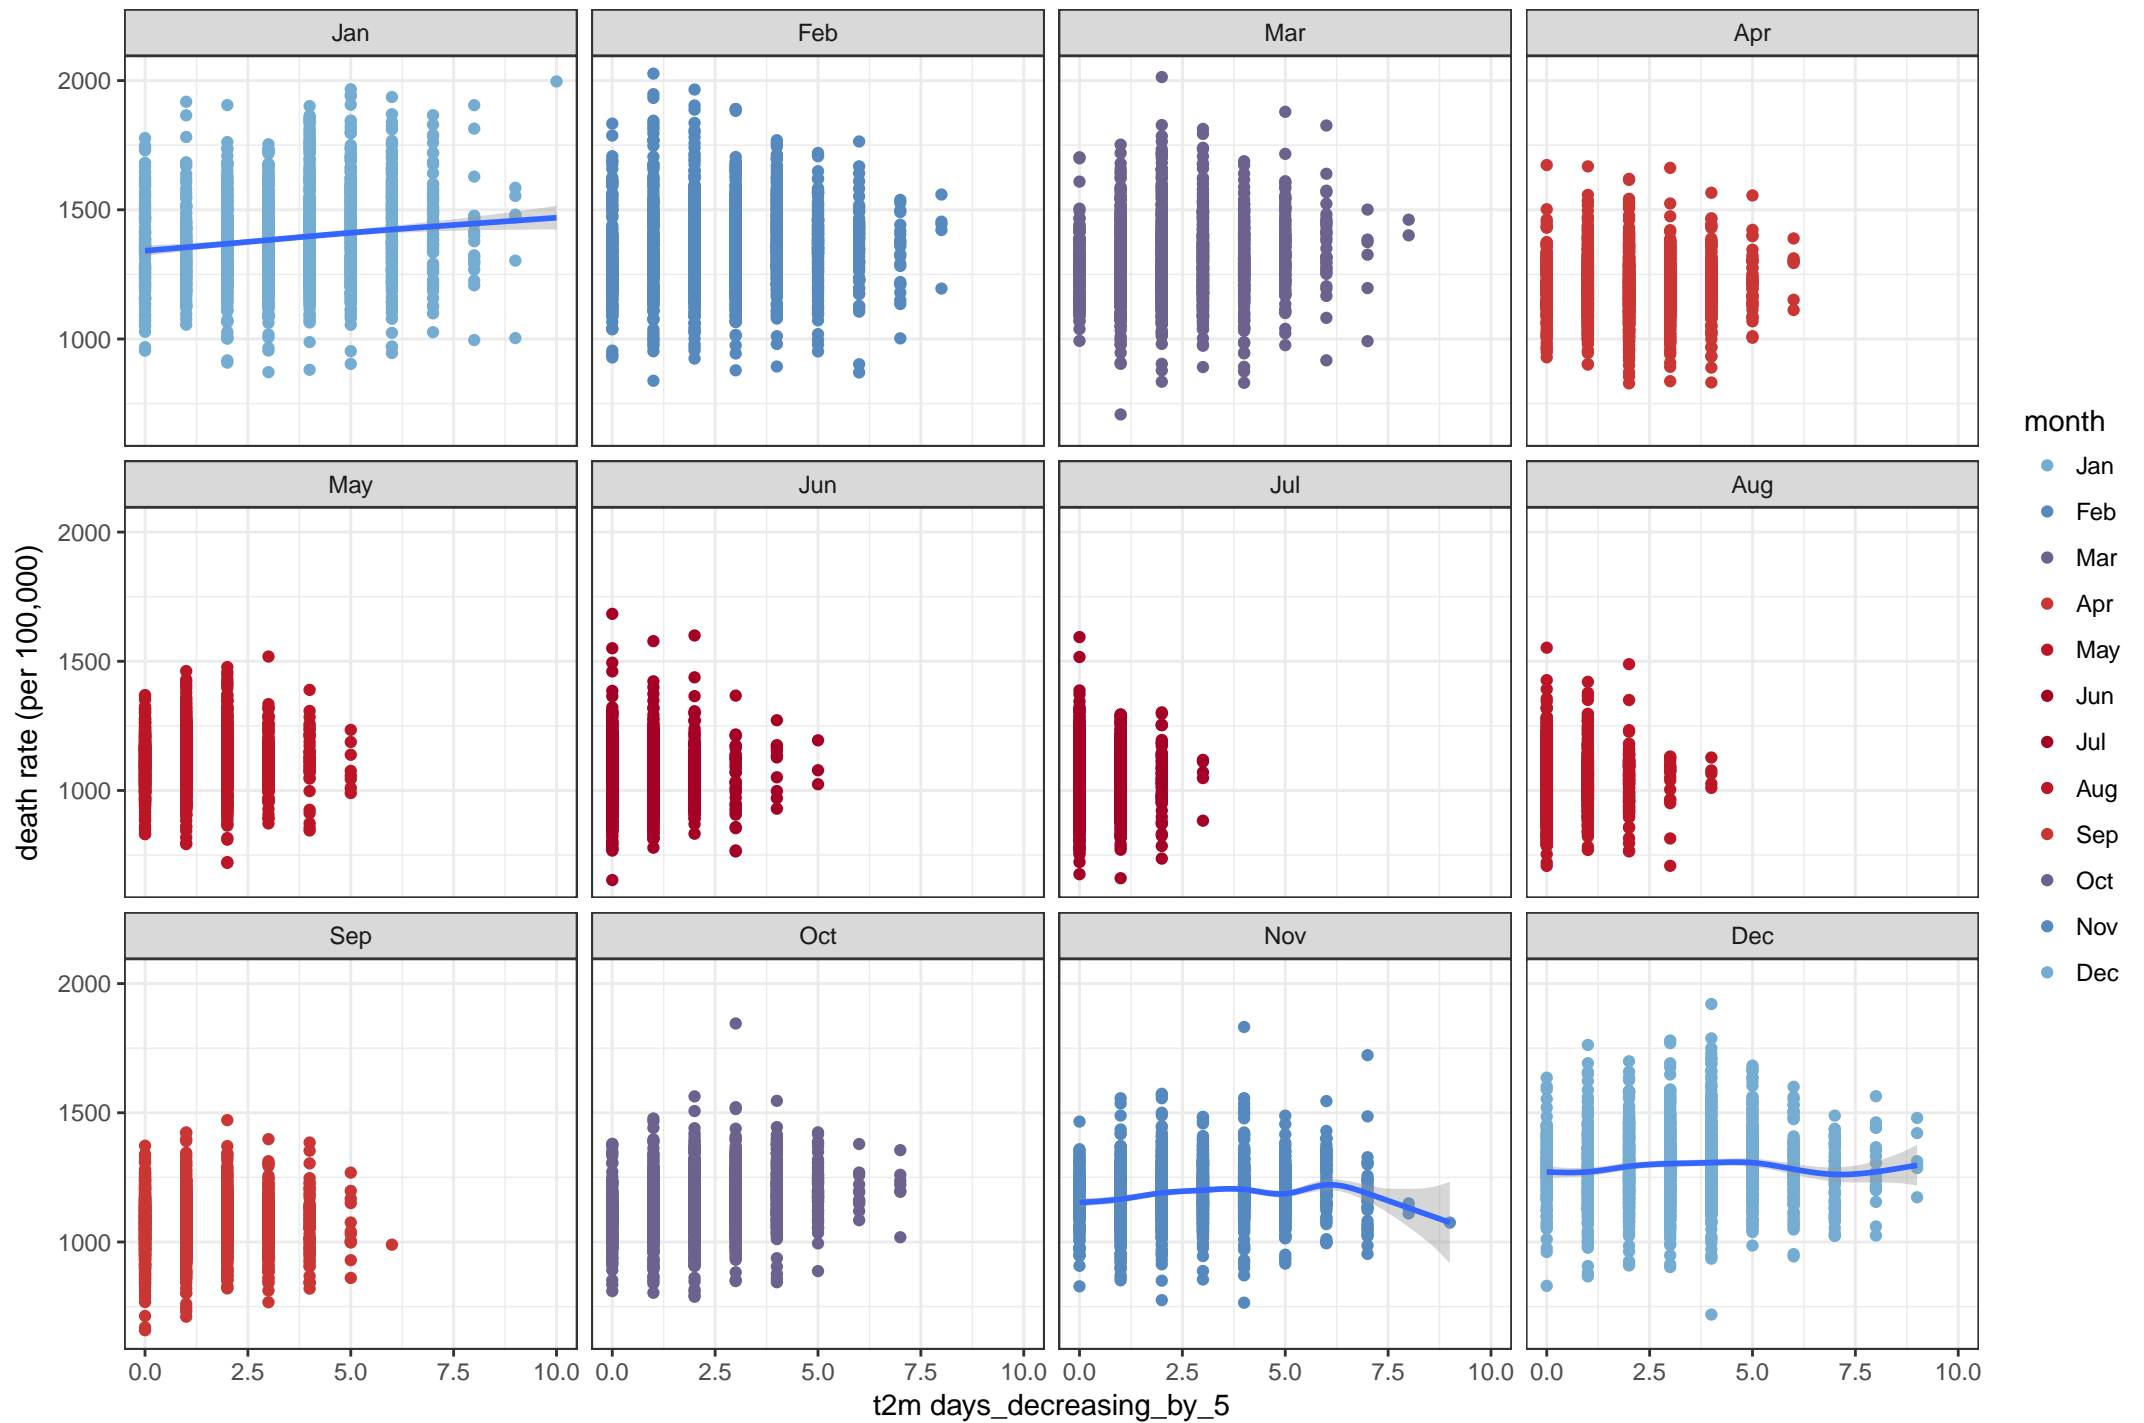 Jan Feb Mar Apr
2000
1500
1000
May Jun Jul Aug
2000
1500
1000
Sep Oct Nov Dec
2000
1500
1000
0.0 2.5 5.0 7.5 10.0 0.0 2.5 5.0 7.5 10.0 0.0 2.5 5.0 7.5 10.0 0.0 2.5 5.0 7.5 10.0
t2m days_decreasing_by_5
death rate (per 100,000)
month
Jan
Feb
Mar
Apr
May
Jun
Jul
Aug
Sep
Oct
Nov
Dec